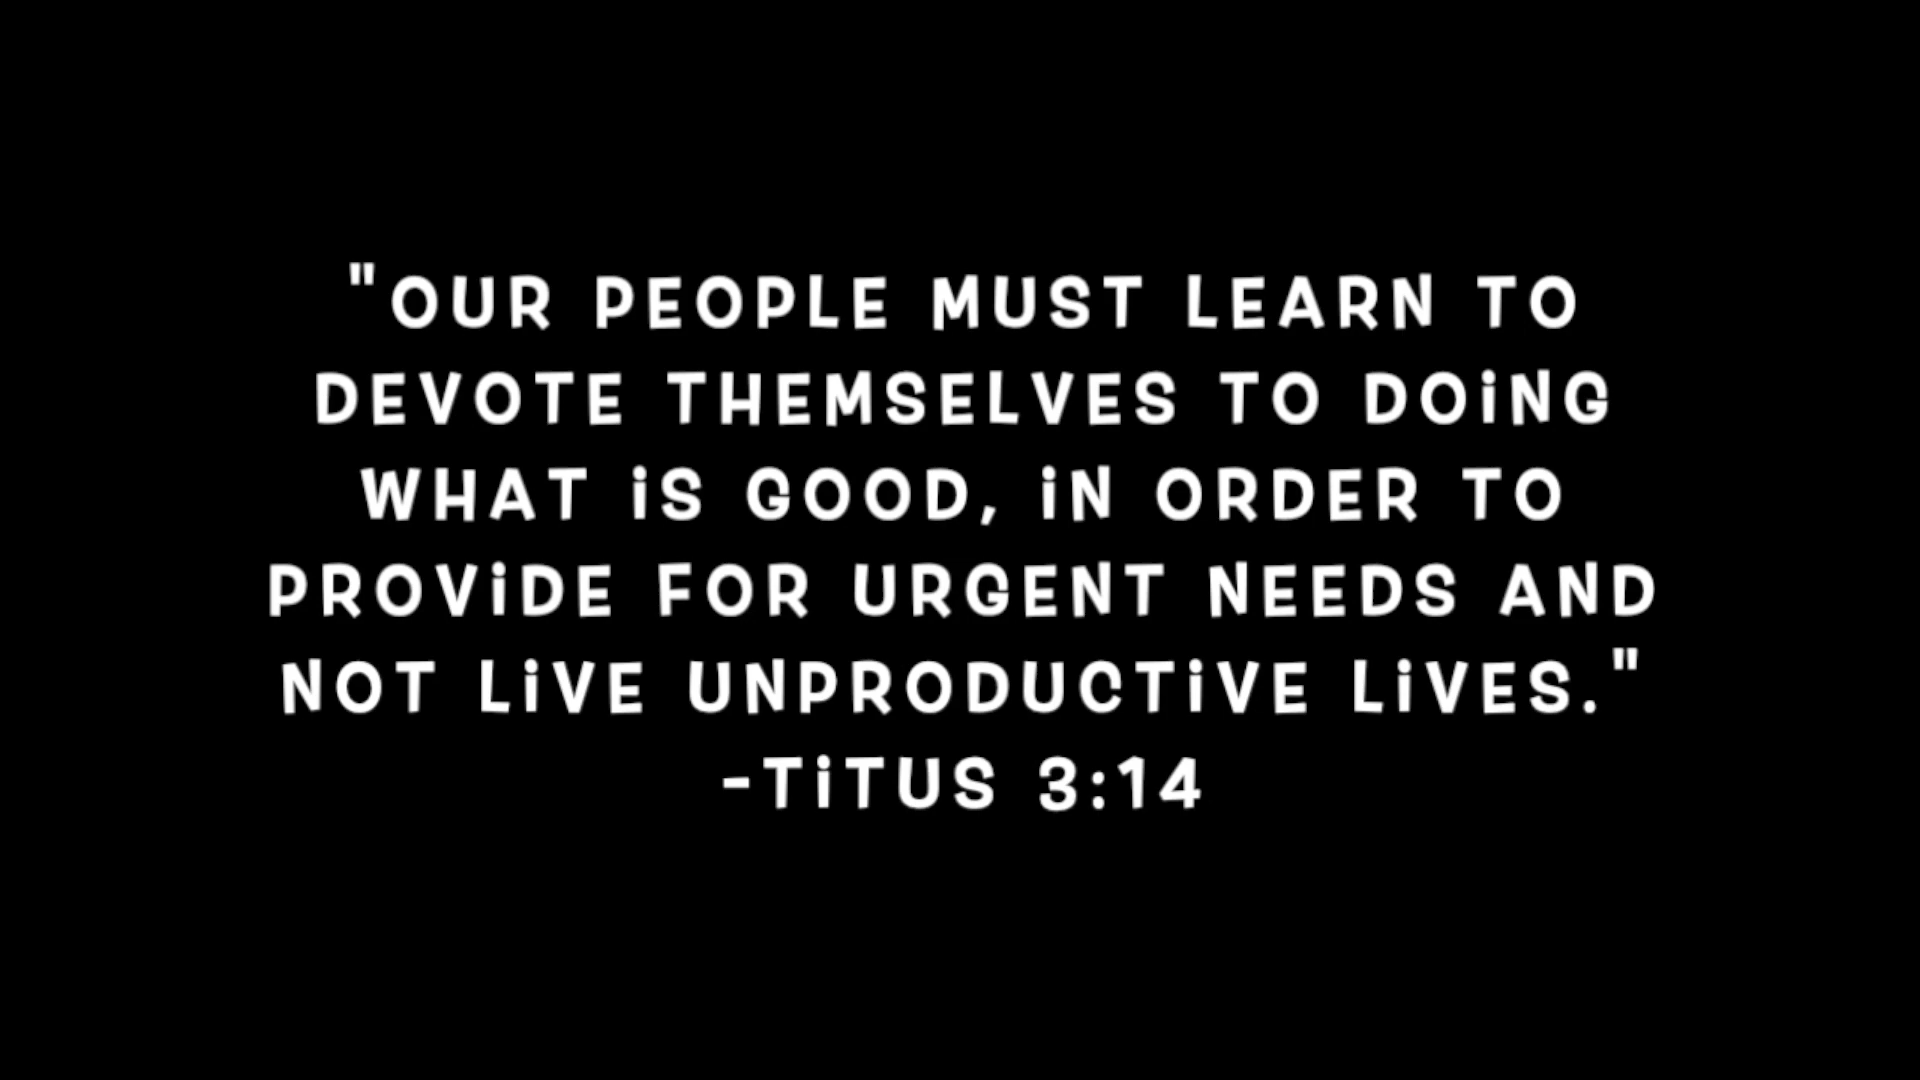 "OUR PEOPLE MUST LEARN TO
DEVOTE THEMSELVES TO DOiNG
WHAT iS GOOD, iN ORDER TO
PROViDE FOR URGENT NEEDS AND
NOT LiVE UNPRODUCTiVE LiVES."
-TiTUS 3:14